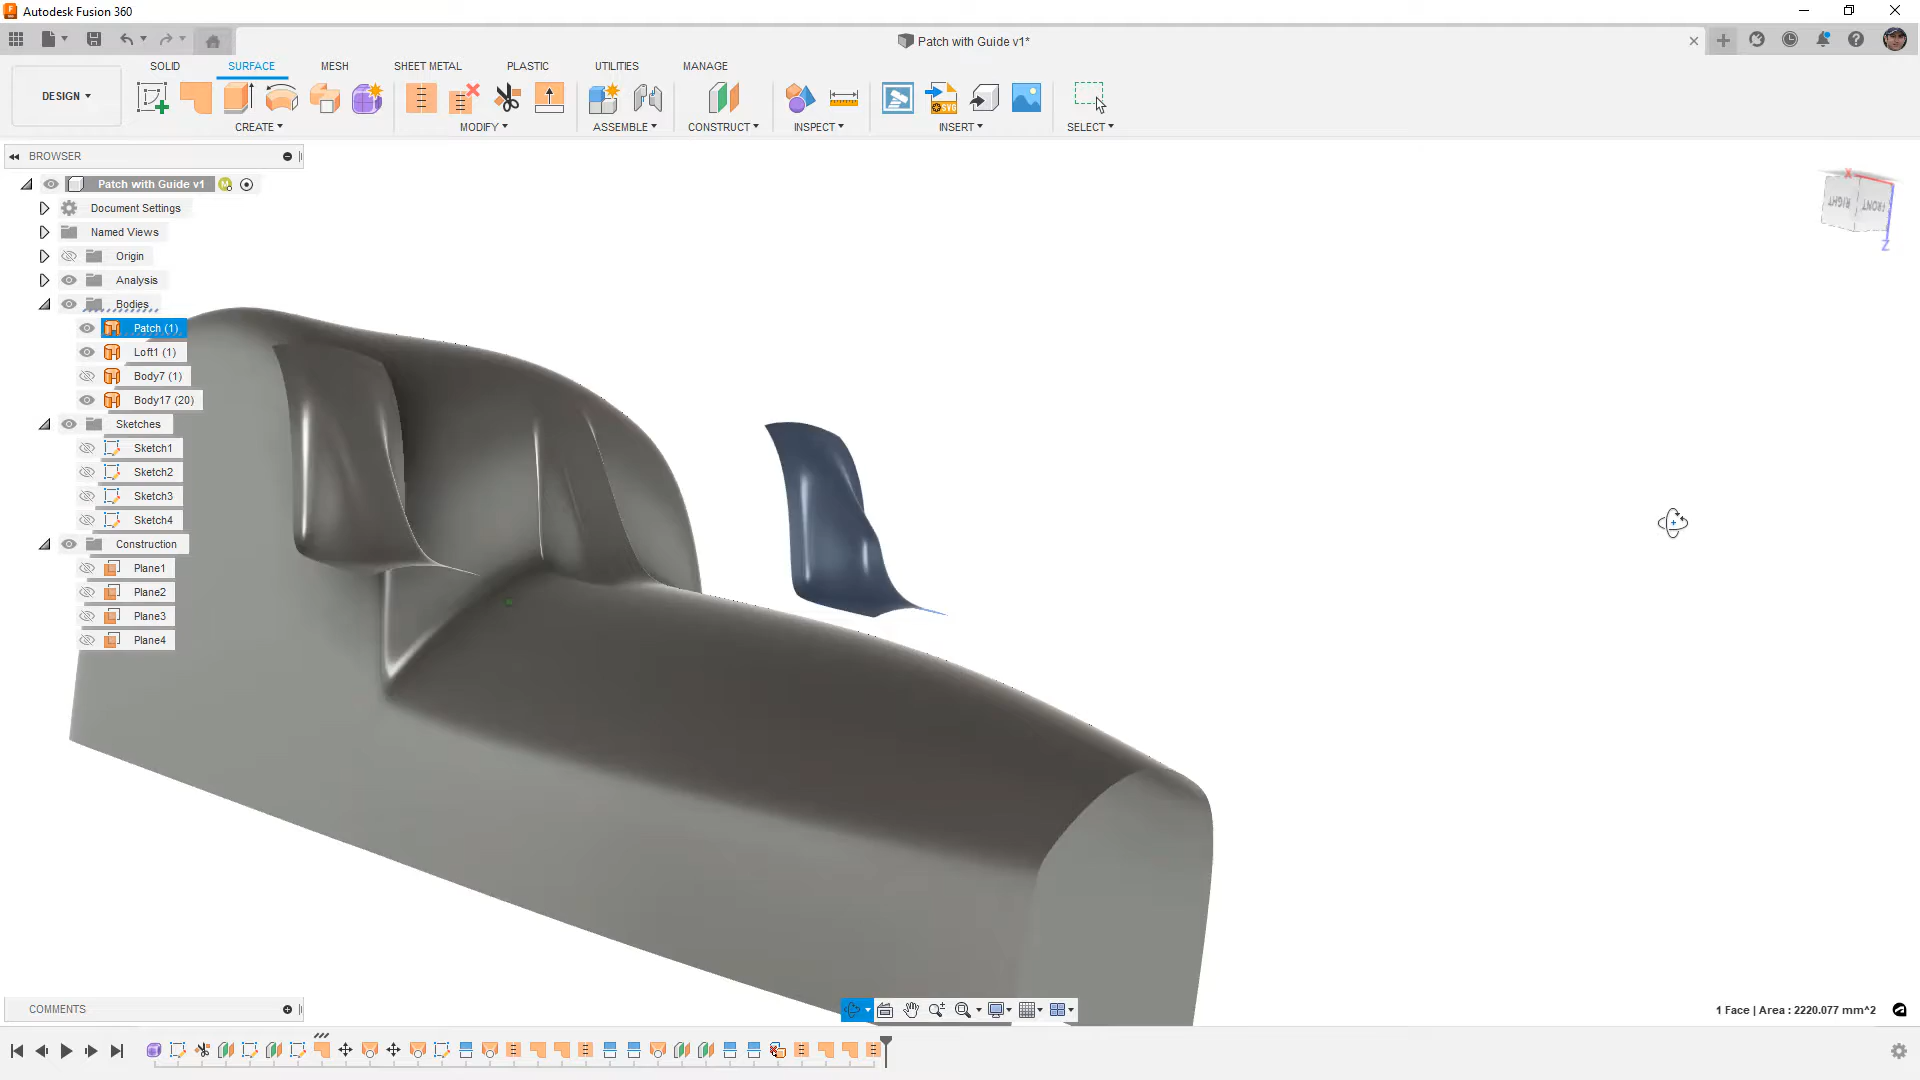 Autodesk Fusion 360
Patch with Guide v1*
SOLID SURFACE MESH SHEET METAL PLASTIC UTILITIES MANAGE
DESIGN
CREATE MODIFY ASSEMBLE CONSTRUCT INSPECT INSERT SELECT
SVG
BROWSER
Patch with Guide v1
Document Settings
Named Views
Origin
Analysis
Bodies
Patch (1)
Loft1 (1)
Body7 (1)
Body17 (20)
Sketches
Sketch1
Sketch2
Sketch3
Sketch4
Construction
Plane1
Plane2
Plane3
Plane4
X
RIGHT FRONT
Z
COMMENTS
1 Face | Area : 2220.077 mm^2